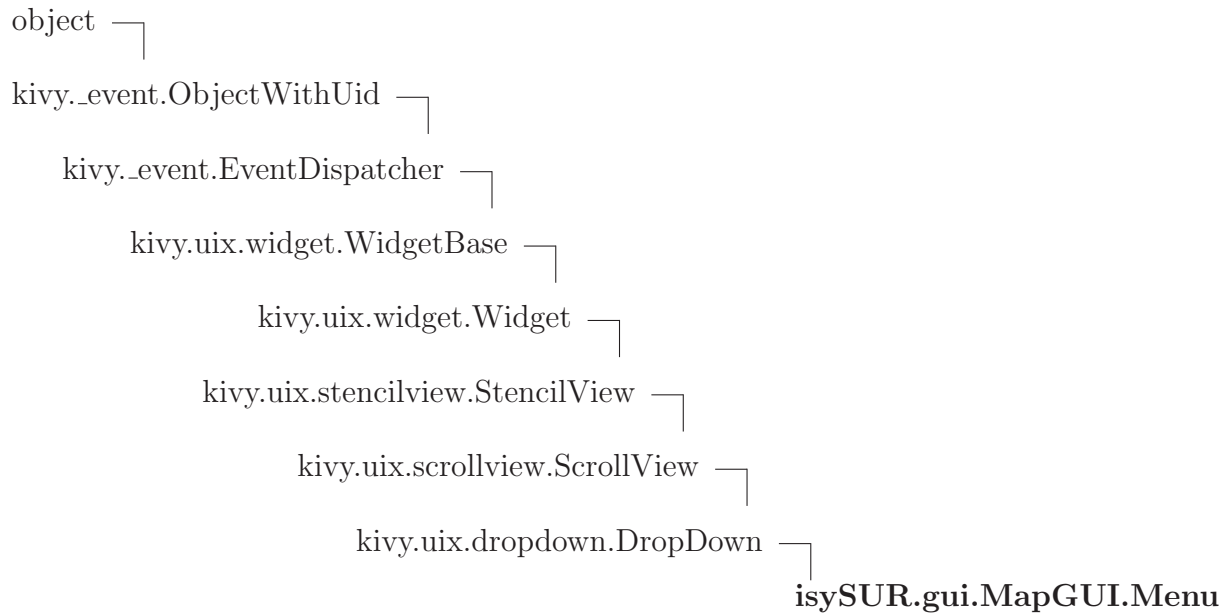 object
kivy._event.ObjectWithUid
kivy._event.EventDispatcher
kivy.uix.widget.WidgetBase
kivy.uix.widget.Widget
kivy.uix.stencilview.StencilView
kivy.uix.scrollview.ScrollView
kivy.uix.dropdown.DropDown
isySUR.gui.MapGUI.Menu